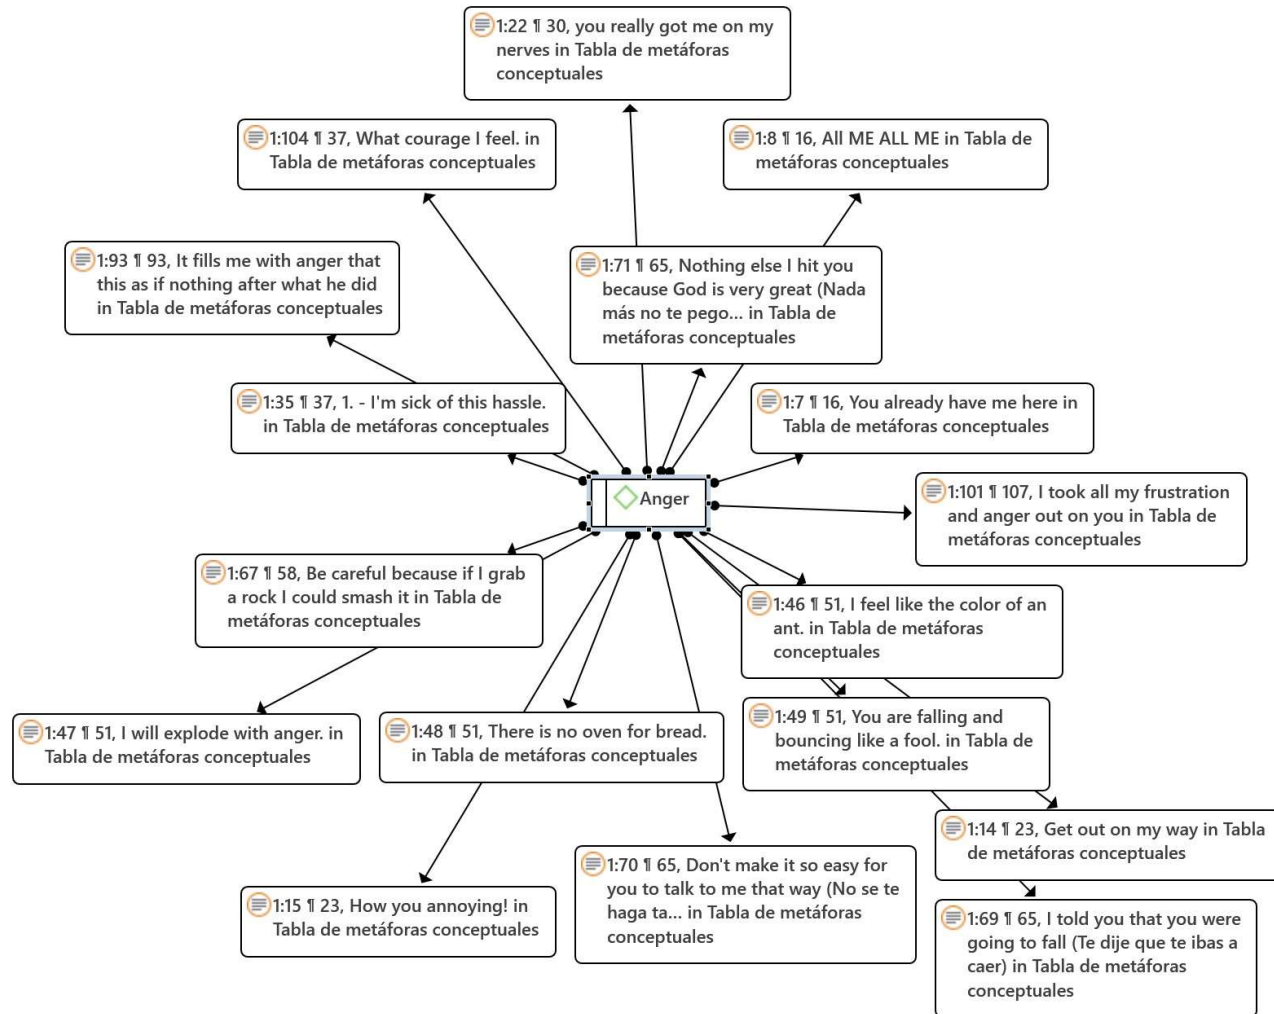 1:22 ¶ 30, you really got me on my
nerves in Tabla de metáforas
conceptuales
1:104 ¶ 37, What courage I feel. in
Tabla de metáforas conceptuales
1:8 ¶ 16, All ME ALL ME in Tabla de
metáforas conceptuales
1:93 ¶ 93, It fills me with anger that
this as if nothing after what he did
in Tabla de metáforas conceptuales
1:71 ¶ 65, Nothing else I hit you
because God is very great (Nada
más no te pego... in Tabla de
metáforas conceptuales
1:35 ¶ 37, 1. - I'm sick of this hassle.
in Tabla de metáforas conceptuales
1:7 ¶ 16, You already have me here in
Tabla de metáforas conceptuales
Anger
1:101 ¶ 107, I took all my frustration
and anger out on you in Tabla de
metáforas conceptuales
1:67 ¶ 58, Be careful because if I grab
a rock I could smash it in Tabla de
metáforas conceptuales
1:46 ¶ 51, I feel like the color of an
ant. in Tabla de metáforas
conceptuales
1:47 ¶ 51, I will explode with anger. in
Tabla de metáforas conceptuales
1:48 ¶ 51, There is no oven for bread.
in Tabla de metáforas conceptuales
1:49 ¶ 51, You are falling and
bouncing like a fool. in Tabla de
metáforas conceptuales
1:14 ¶ 23, Get out on my way in Tabla
de metáforas conceptuales
1:15 ¶ 23, How you annoying! in
Tabla de metáforas conceptuales
1:70 ¶ 65, Don't make it so easy for
you to talk to me that way (No se te
haga ta... in Tabla de metáforas
conceptuales
1:69 ¶ 65, I told you that you were
going to fall (Te dije que te ibas a
caer) in Tabla de metáforas
conceptuales